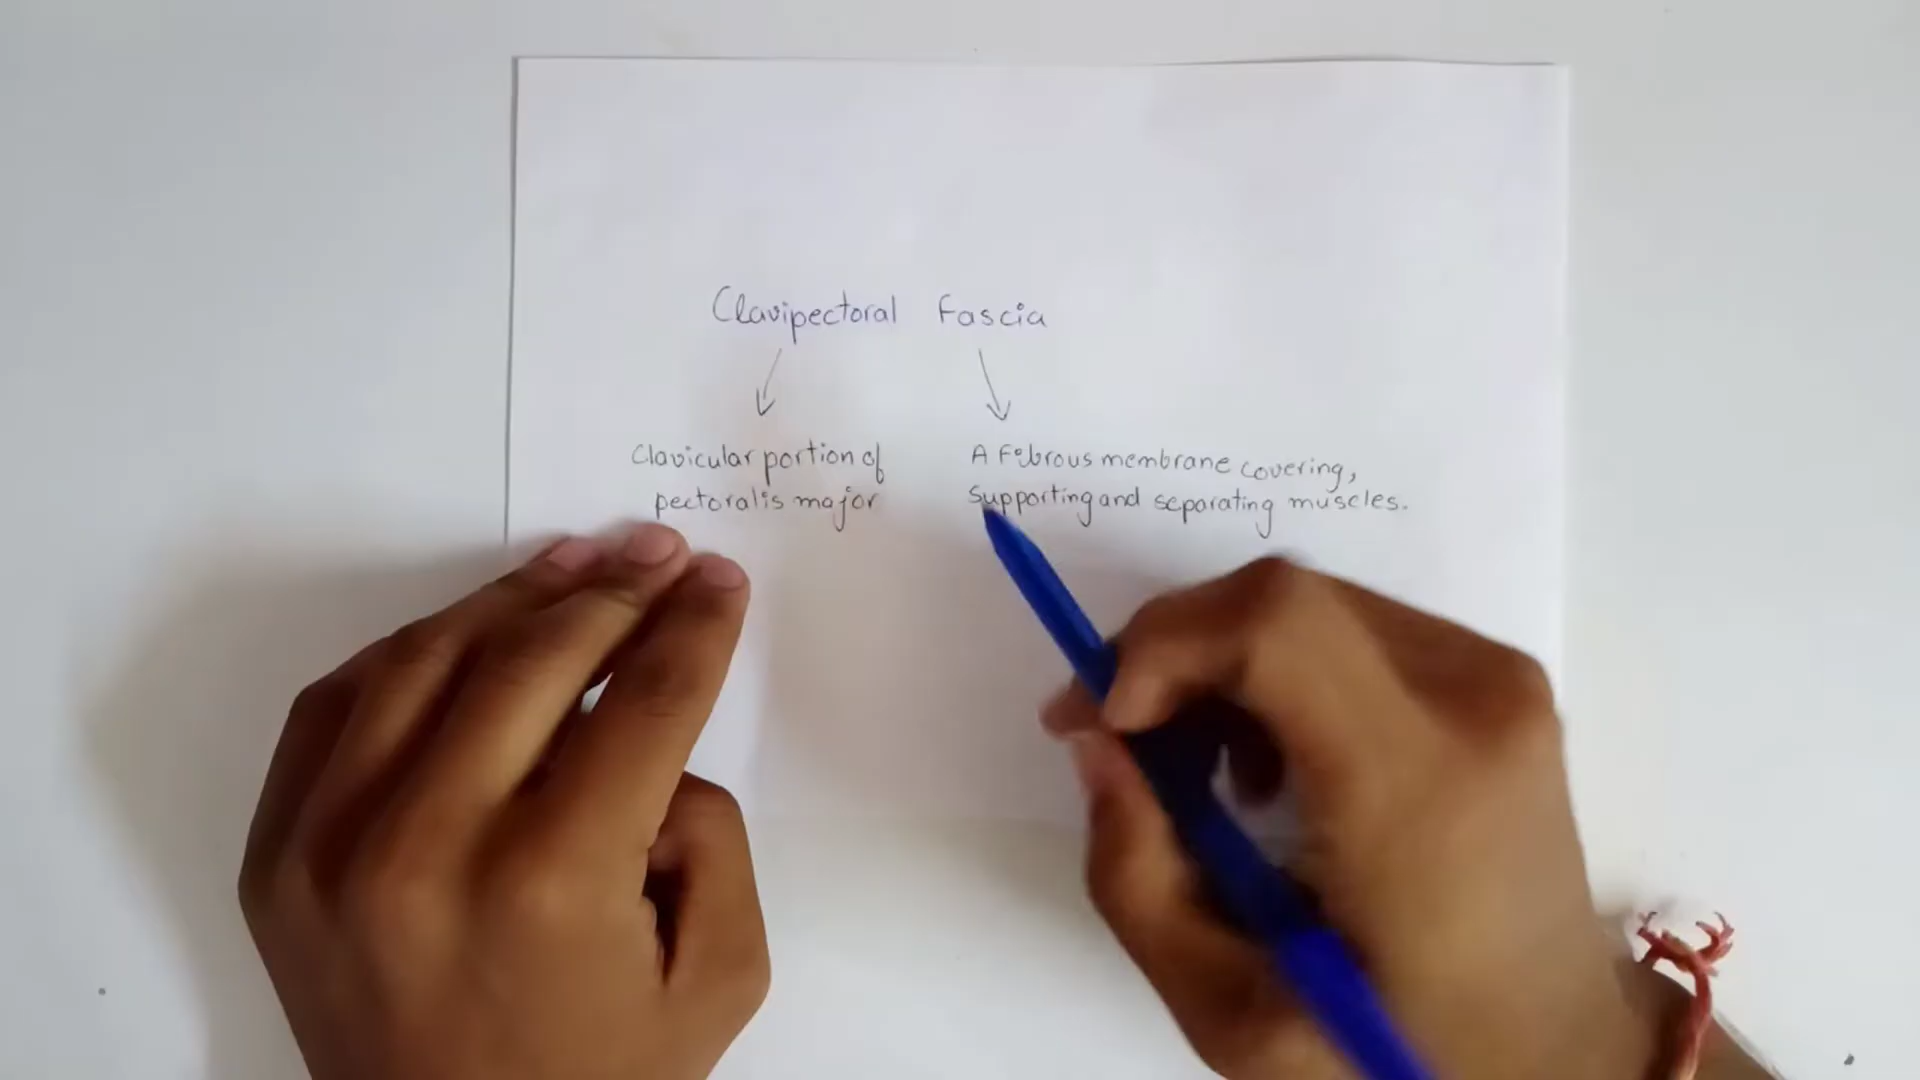 Clavipectoral Fascia
Clavicular portion of
pectoralis major
A Fibrous membrane covering,
Supporting and separating muscles.